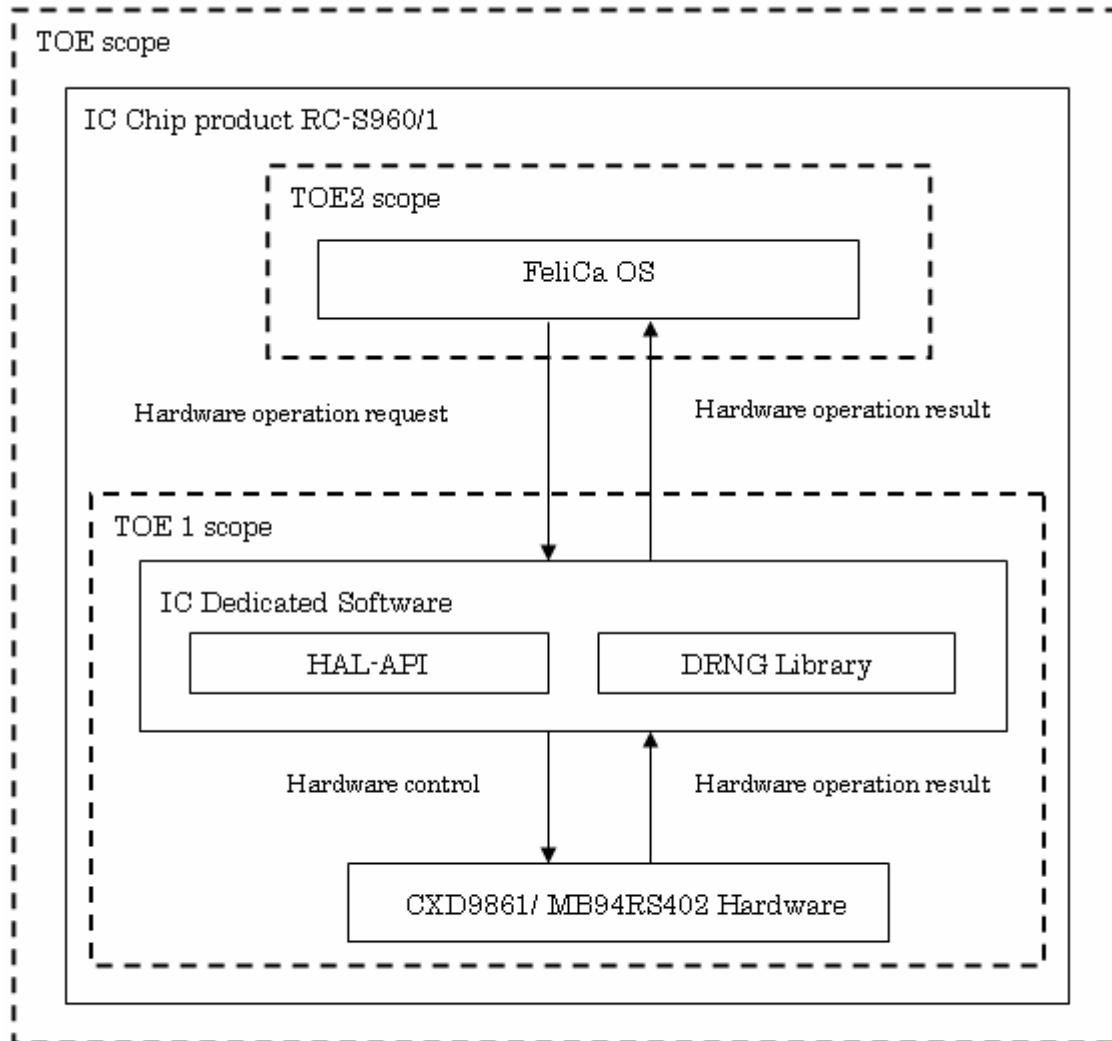 TOE scope
IC Chip product RC-S960/1
TOE2 scope
FeliCa OS
Hardware operation request
Hardware operation result
TOE 1 scope
IC Dedicated Software
HAL-API
DRNG Library
Hardware control
Hardware operation result
CXD9861/ MB94RS402 Hardware